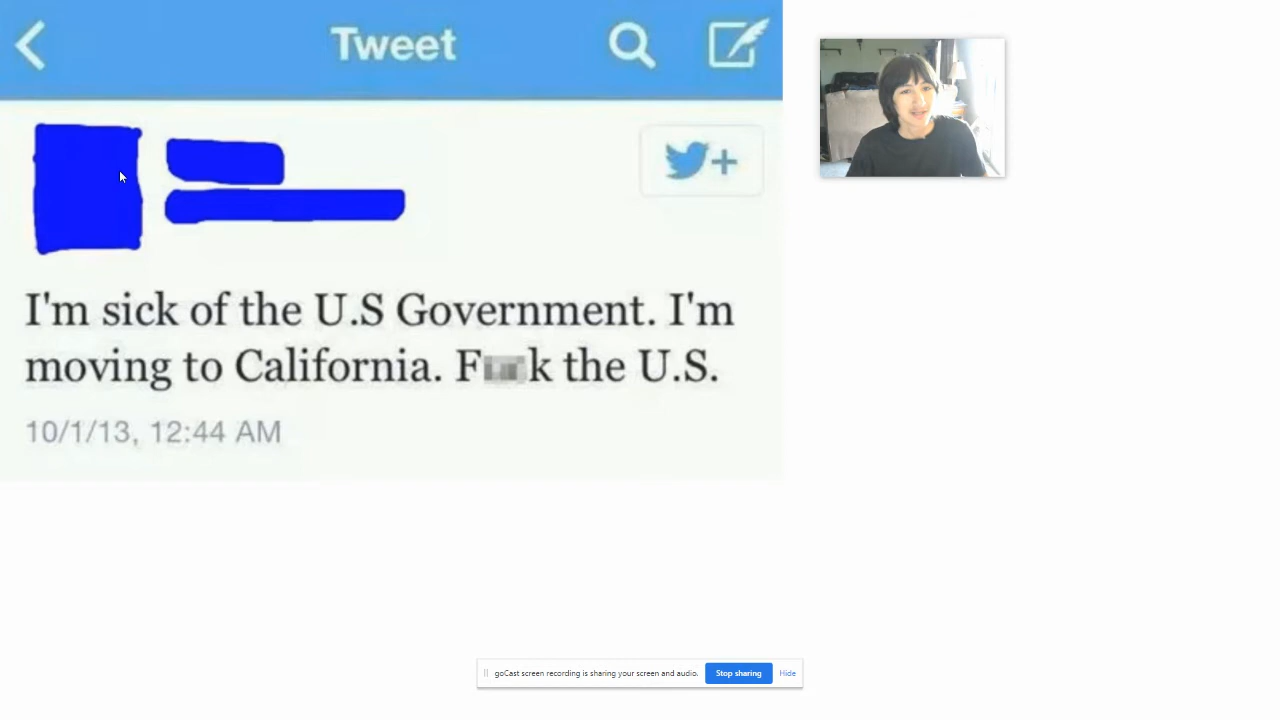 Tweet
I'm sick of the U.S Government. I'm
moving to California. F k the U.S.
10/1/13, 12:44 AM
goCast screen recording is sharing your screen and audio.
Stop sharing
Hide